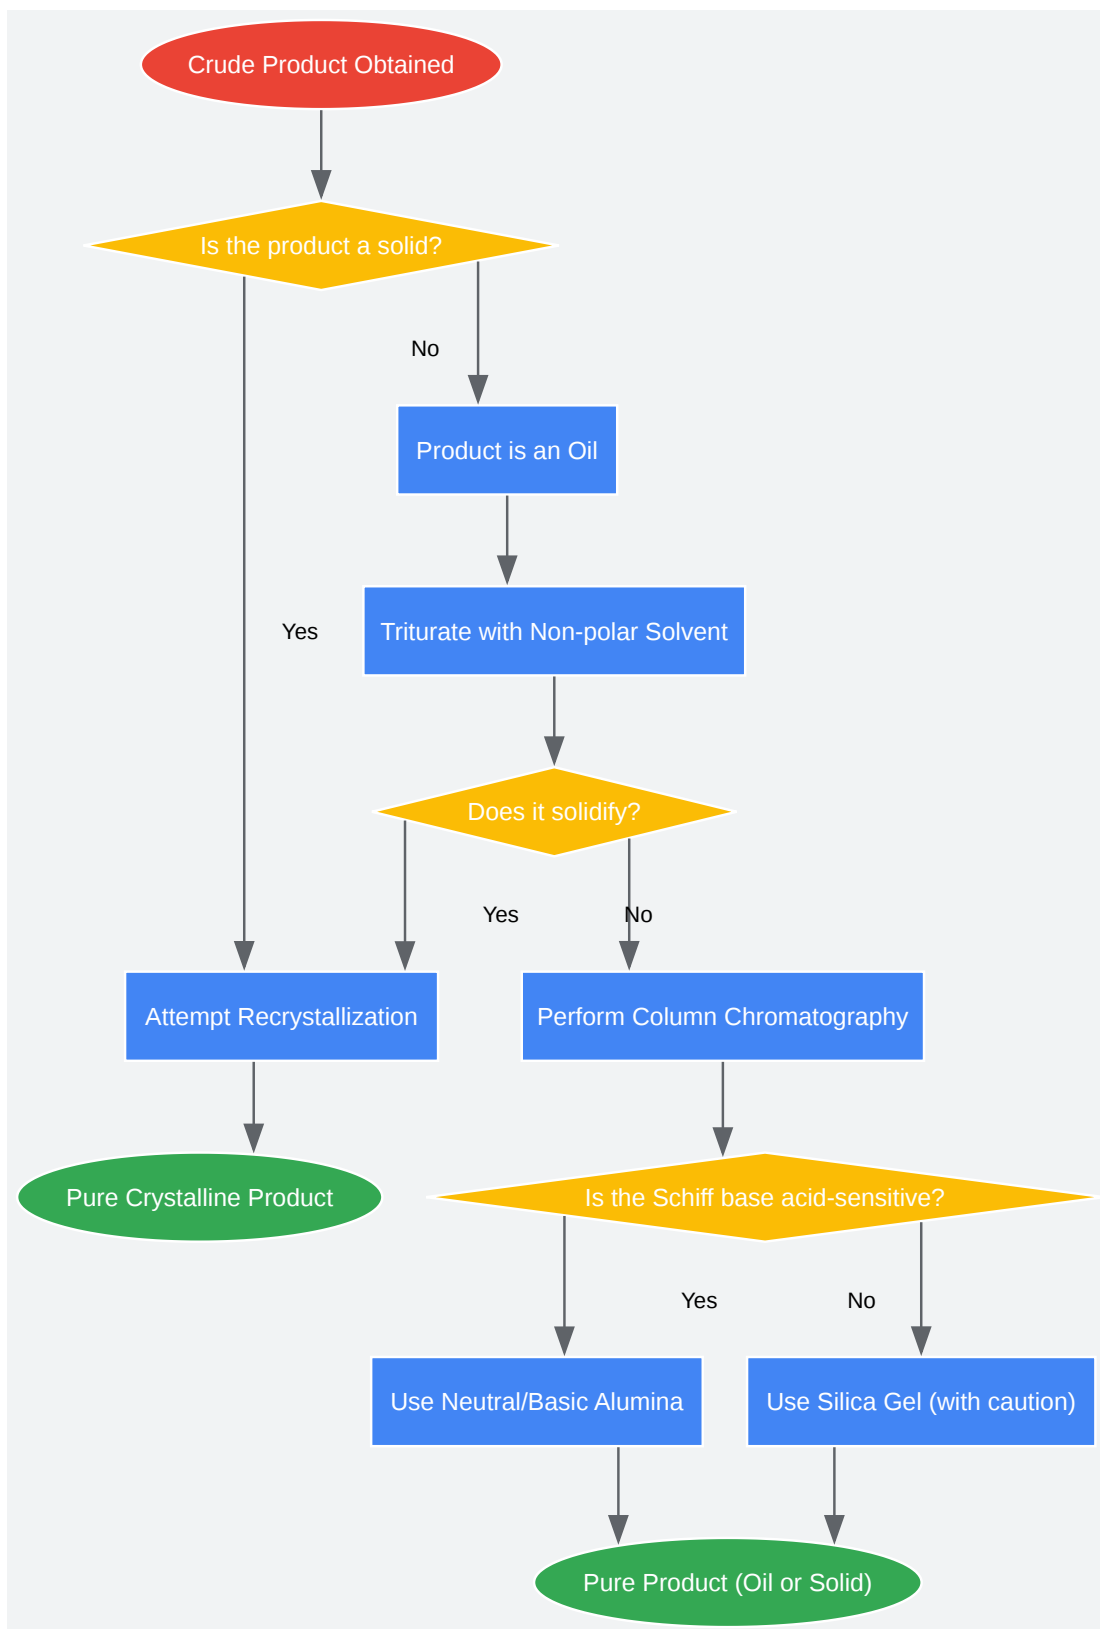 Crude Product Obtained
Is the product a solid?
No
Product is an Oil
Yes
Triturate with Non-polar Solvent
Does it solidify?
Yes
No
Attempt Recrystallization
Perform Column Chromatography
Pure Crystalline Product
Is the Schiff base acid-sensitive?
Yes
No
Use Neutral/Basic Alumina
Use Silica Gel (with caution)
Pure Product (Oil or Solid)